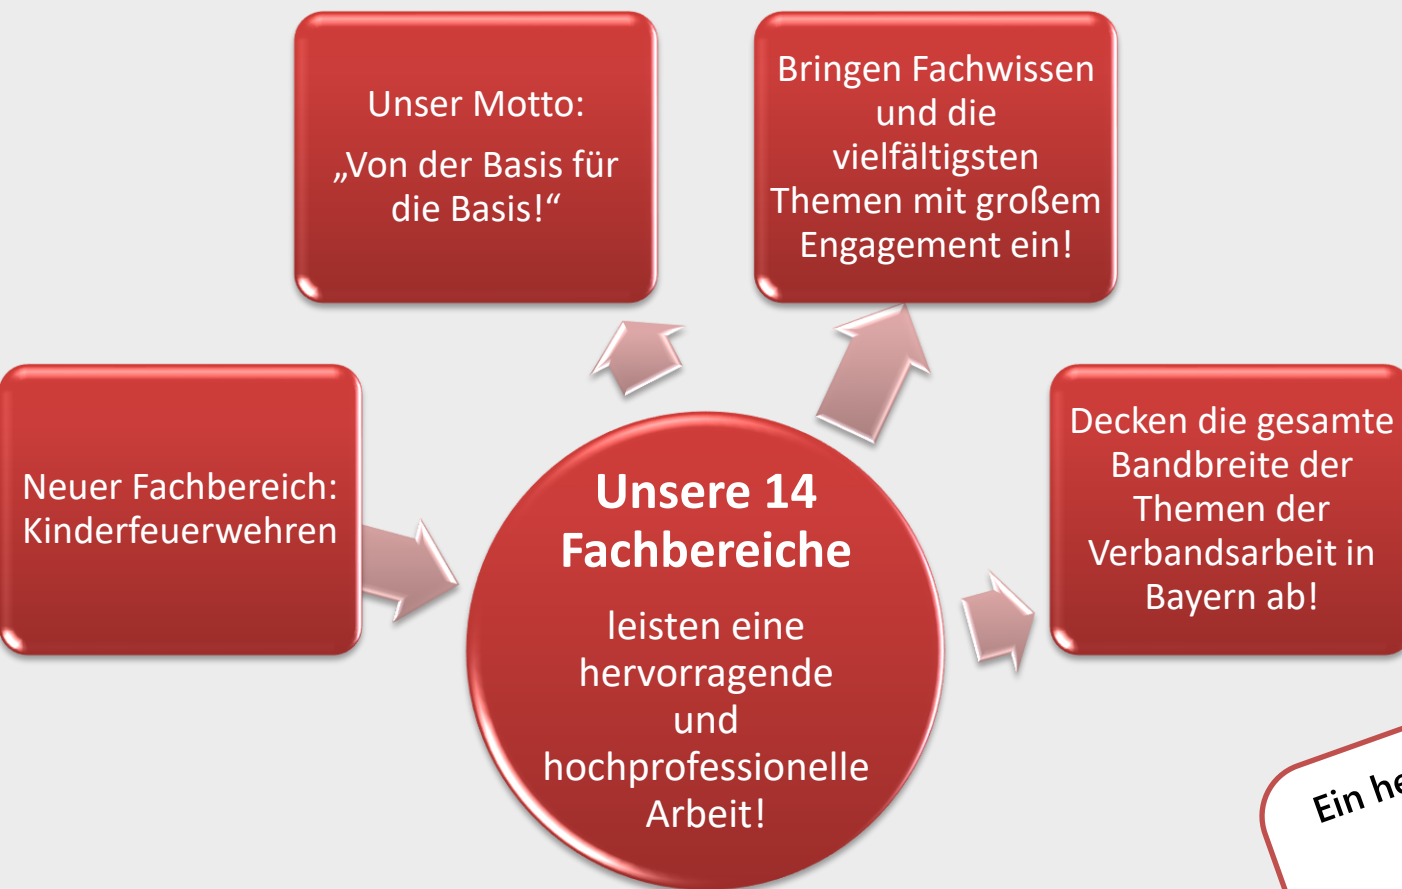 Unser Motto:
„Von der Basis für
die Basis!“
Bringen Fachwissen
und die
vielfältigsten
Themen mit großem
Engagement ein!
Neuer Fachbereich:
Kinderfeuerwehren
Unsere 14
Fachbereiche
leisten eine
hervorragende
und
hochprofessionelle
Arbeit!
Decken die gesamte
Bandbreite der
Themen der
Verbandsarbeit in
Bayern ab!
Ein